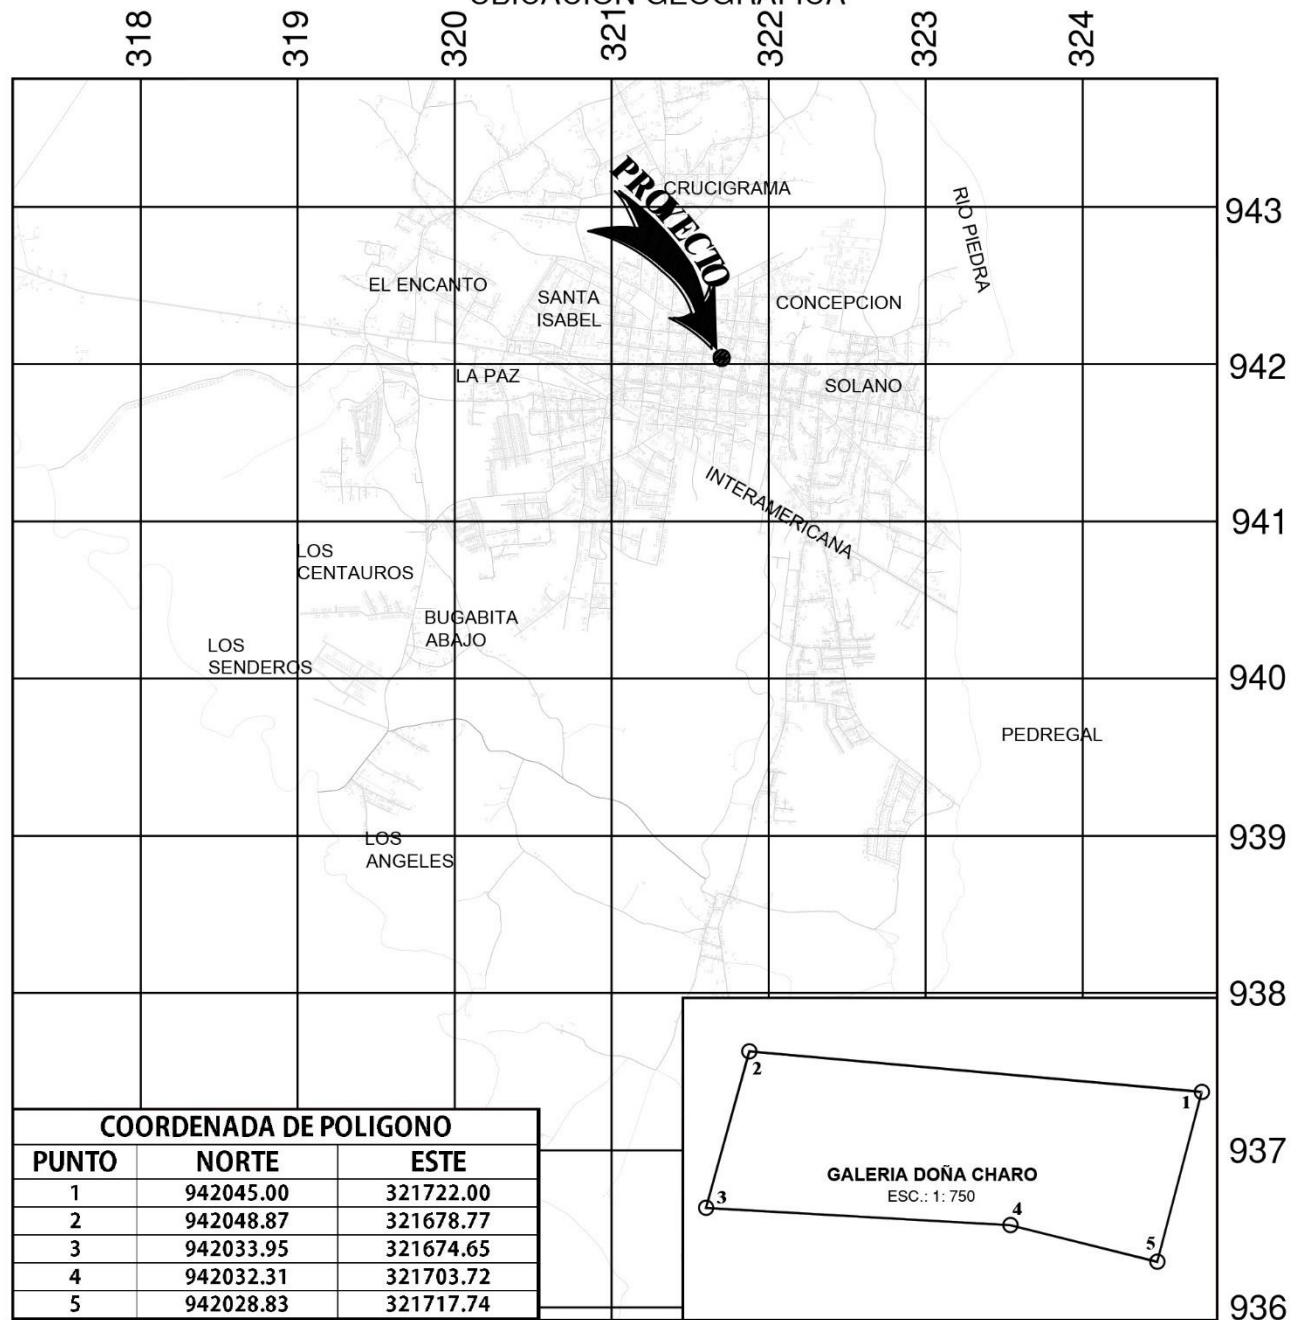 UBICACIÓN GEOGRÁFICA
318
319
320
321
322
323
324
PROYECTO
CRUCIGRAMA
RIO PIEDRA
943
EL ENCANTO
SANTA
ISABEL
CONCEPCION
942
LA PAZ
SOLANO
INTERAMERICANA
941
LOS
CENTAUROS
BUGABITA
ABAJO
LOS
SENDEROS
940
PEDREGAL
939
LOS
ANGELES
938
COORDENADA DE POLIGONO
PUNTO NORTE ESTE
1 942045.00 321722.00
2 942048.87 321678.77
3 942033.95 321674.65
4 942032.31 321703.72
5 942028.83 321717.74
2
1
937
GALERIA DOÑA CHARO
ESC.: 1: 750
3
4
5
936